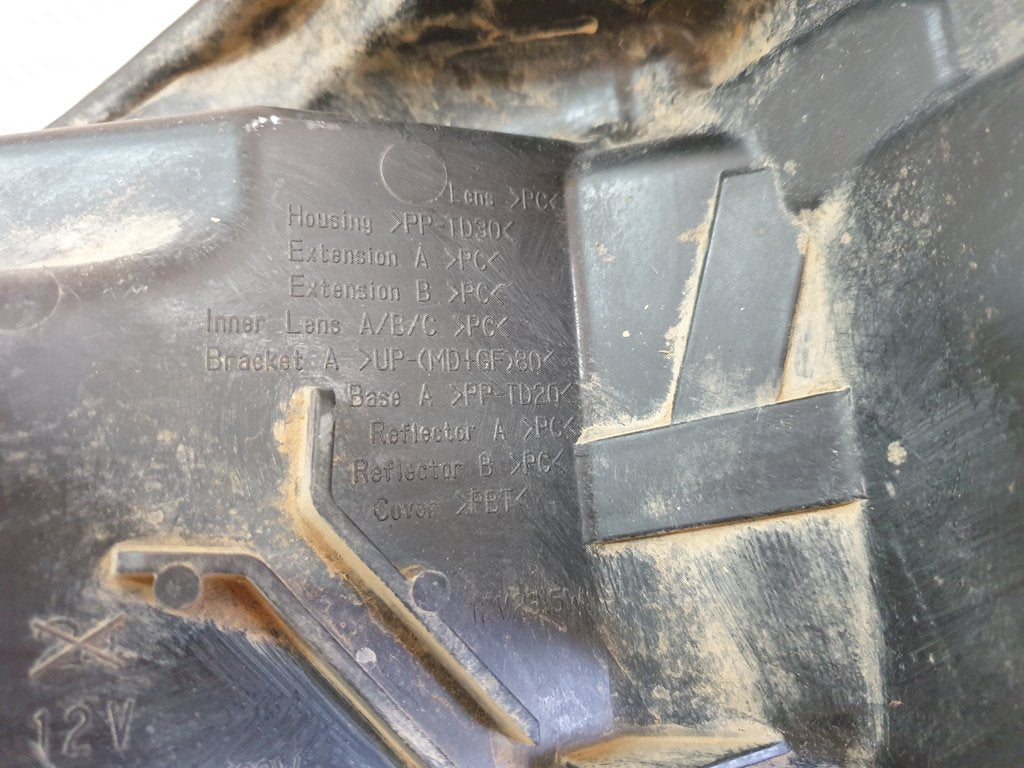 Lens >PC<
Housing >PP-TD30<
Extension A >PC<
Extension B >PC<
Inner Lens A/B/C >PC<
Bracket A >UP-(MD+GF)80<
Base A >PP-TD20<
Reflector A >PC<
Reflector B >PC<
Cover >PBT<
12V